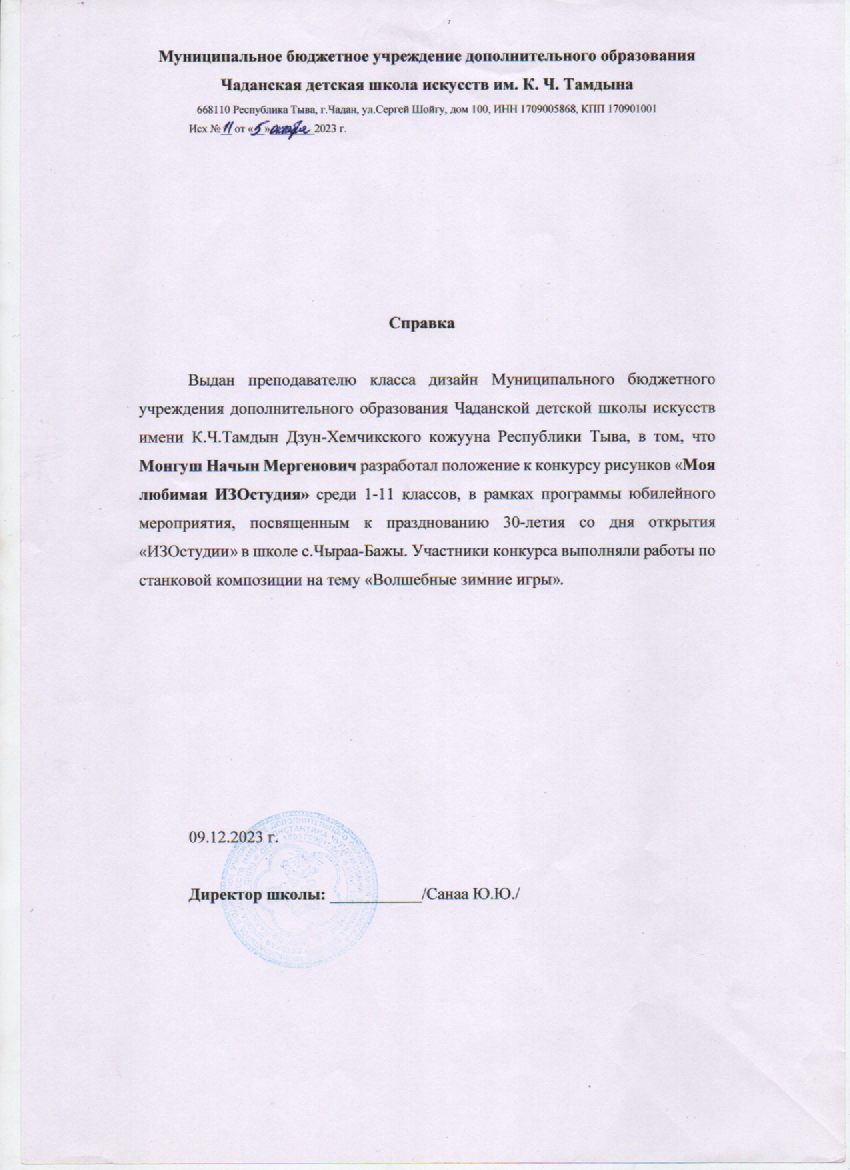 Муниципальное бюджетное учреждение дополнительного образования
Чаданская детская школа искусств им. К. Ч. Тамдына
668110 Республика Тыва, г.Чадан, ул.Сергей Шойгу, дом 100, ИНН 1709005868, КПП 170901001
Исх № 11 от «5» 2023 г.
Справка
Выдан преподавателю класса дизайн Муниципального бюджетного
учреждения дополнительного образования Чаданской детской школы искусств
имени К.Ч.Тамдын Дзун-Хемчикского кожууна Республики Тыва, в том, что
Монгуш Начын Мергенович разработал положение к конкурсу рисунков «Моя
любимая ИЗОстудия» среди 1-11 классов, в рамках программы юбилейного
мероприятия, посвященным к празднованию 30-летия со дня открытия
«ИЗОстудии» в школе с.Чыраа-Бажы. Участники конкурса выполняли работы по
станковой композиции на тему «Волшебные зимние игры».
09.12.2023 г.
Директор школы: ____________/Санаа Ю.Ю./